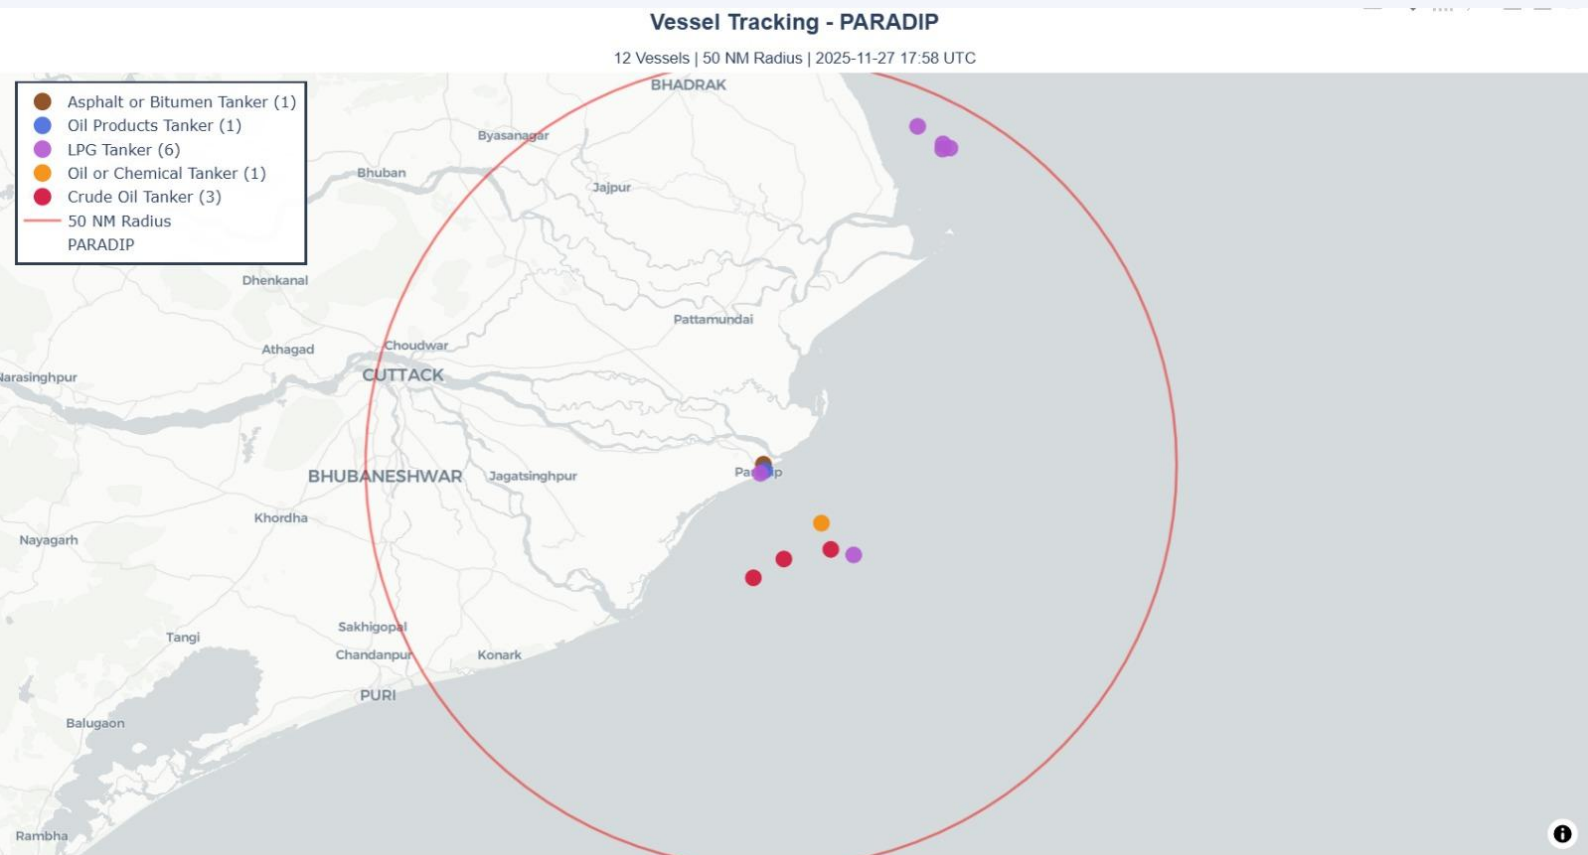 Vessel Tracking - PARADIP
12 Vessels | 50 NM Radius | 2025-11-27 17:58 UTC
Asphalt or Bitumen Tanker (1)
Oil Products Tanker (1)
LPG Tanker (6)
Oil or Chemical Tanker (1)
Crude Oil Tanker (3)
50 NM Radius
PARADIP
BHADRAK
Byasanagar
Bhuban
Jajpur
Dhenkanal
Pattamundai
Athagad
Choudwar
CUTTACK
Narasinghpur
BHUBANESHWAR
Jagatsinghpur
Paradip
Khordha
Nayagarh
Sakhigopal
Tangi
Chandanpur
Konark
PURI
Balugaon
Rambha